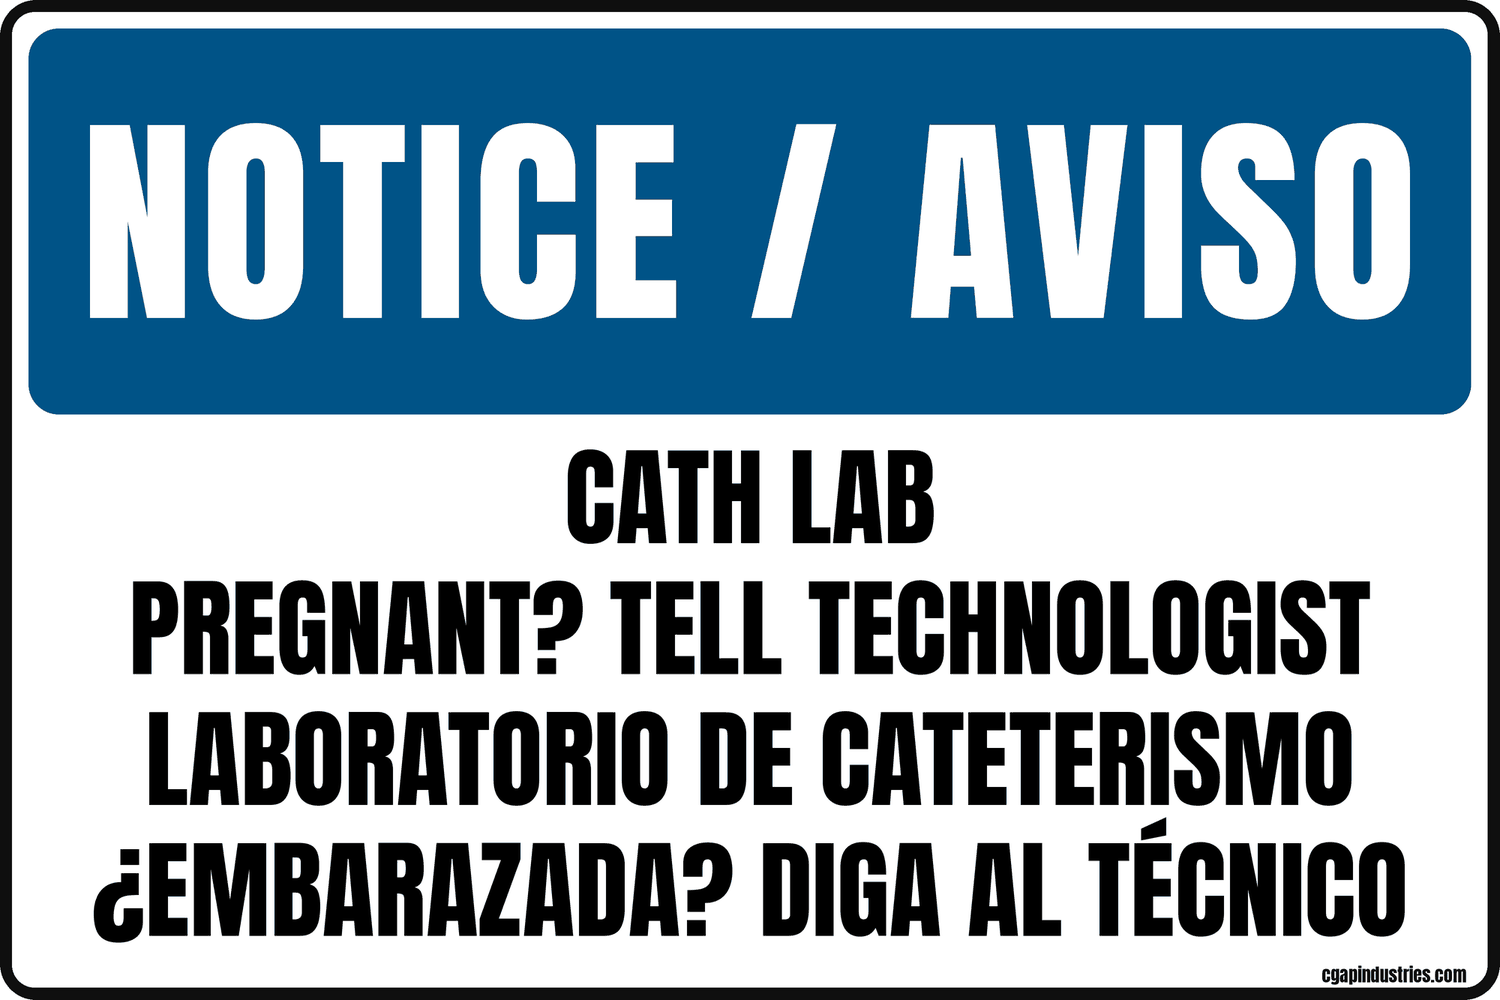 NOTICE / AVISO
CATH LAB
PREGNANT? TELL TECHNOLOGIST
LABORATORIO DE CATETERISMO
¿EMBARAZADA? DIGA AL TÉCNICO
cgapindustries.com